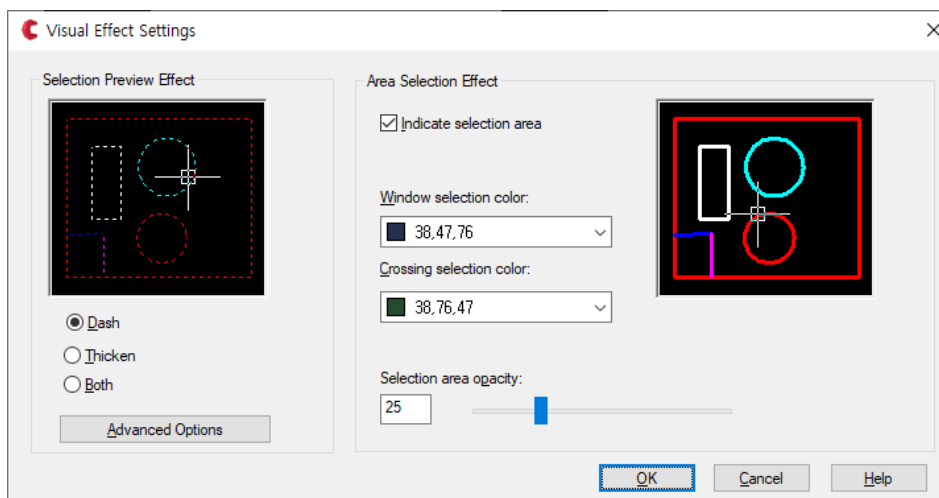 Visual Effect Settings
Selection Preview Effect
Dash
Thicken
Both
Advanced Options
Area Selection Effect
Indicate selection area
Window selection color:
38,47,76
Crossing selection color:
38,76,47
Selection area opacity:
25
OK
Cancel
Help